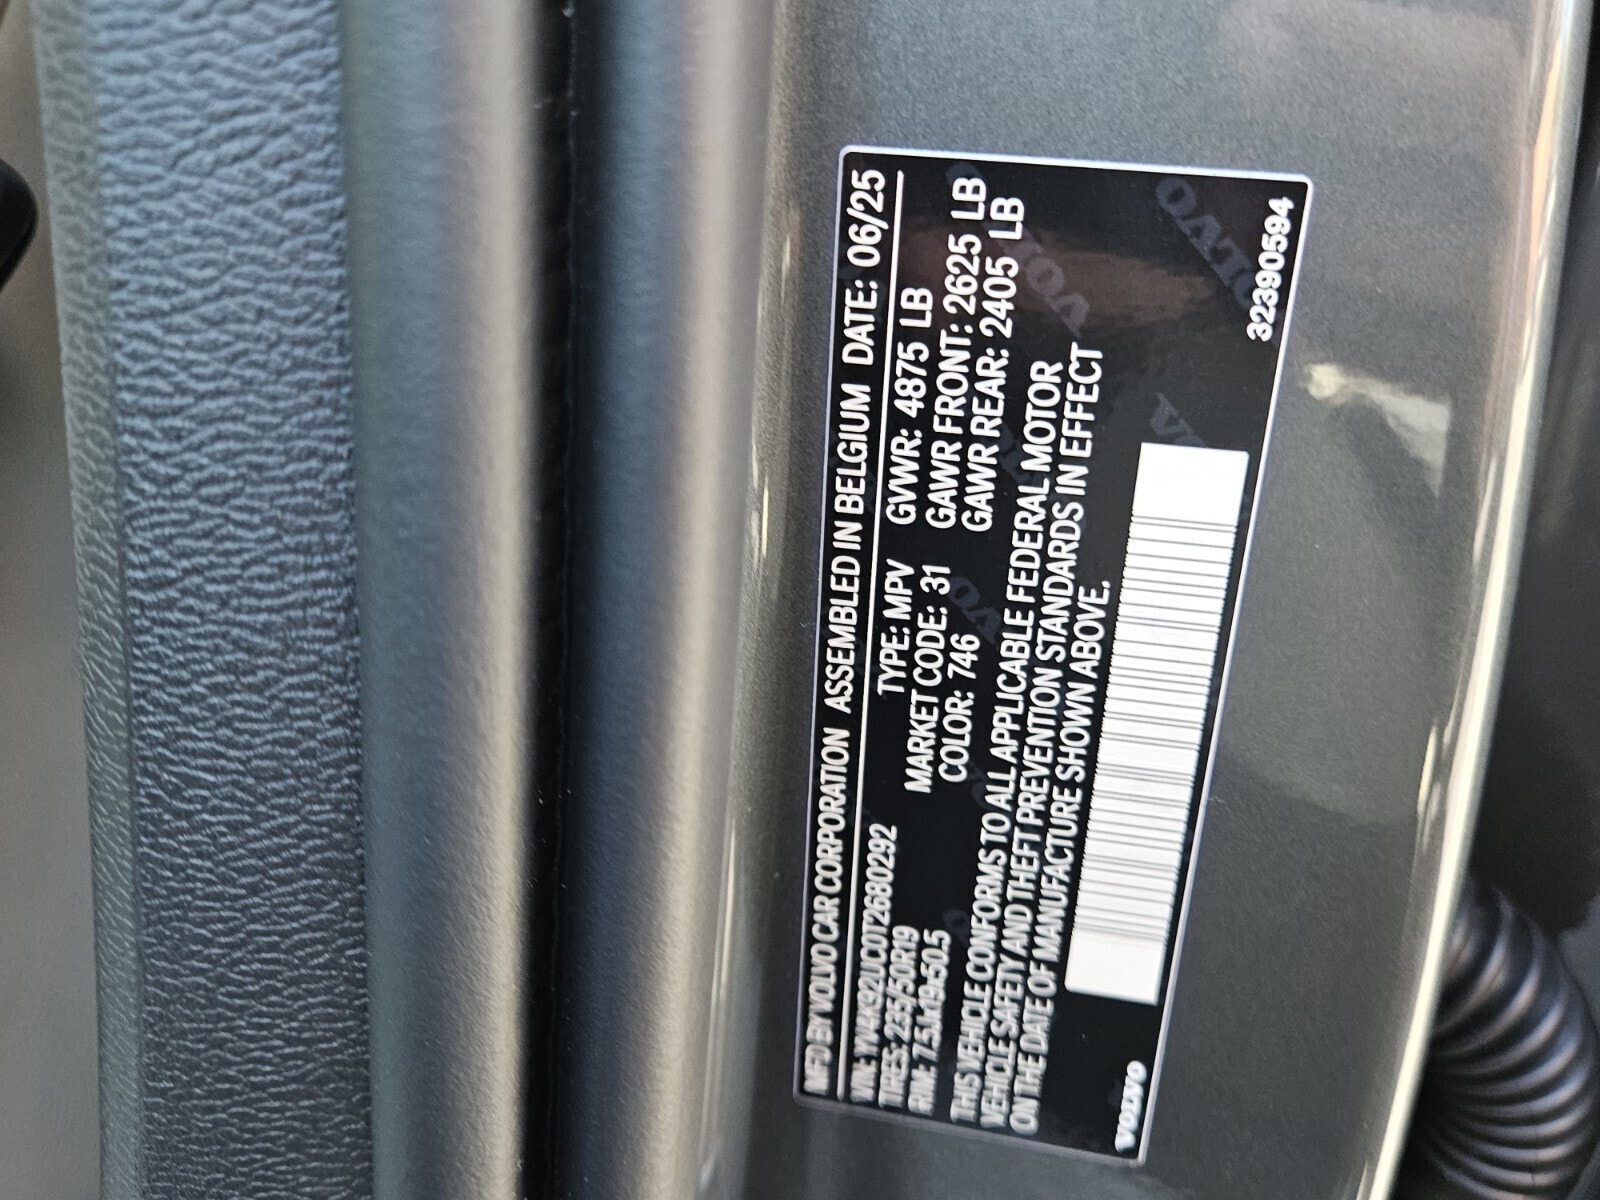 MFD BY VOLVO CAR CORPORATION ASSEMBLED IN BELGIUM DATE: 06/25
VIN: YV4K92UC0T2680292 TYPE: MPV GVWR: 4875 LB
TIRES: 235/50R19 MARKET CODE: 31 GAWR FRONT: 2625 LB
RIM: 7.5Jx19x50.5 COLOR: 746 GAWR REAR: 2405 LB
THIS VEHICLE CONFORMS TO ALL APPLICABLE FEDERAL MOTOR
VEHICLE SAFETY AND THEFT PREVENTION STANDARDS IN EFFECT
ON THE DATE OF MANUFACTURE SHOWN ABOVE.
VOLVO 32390594